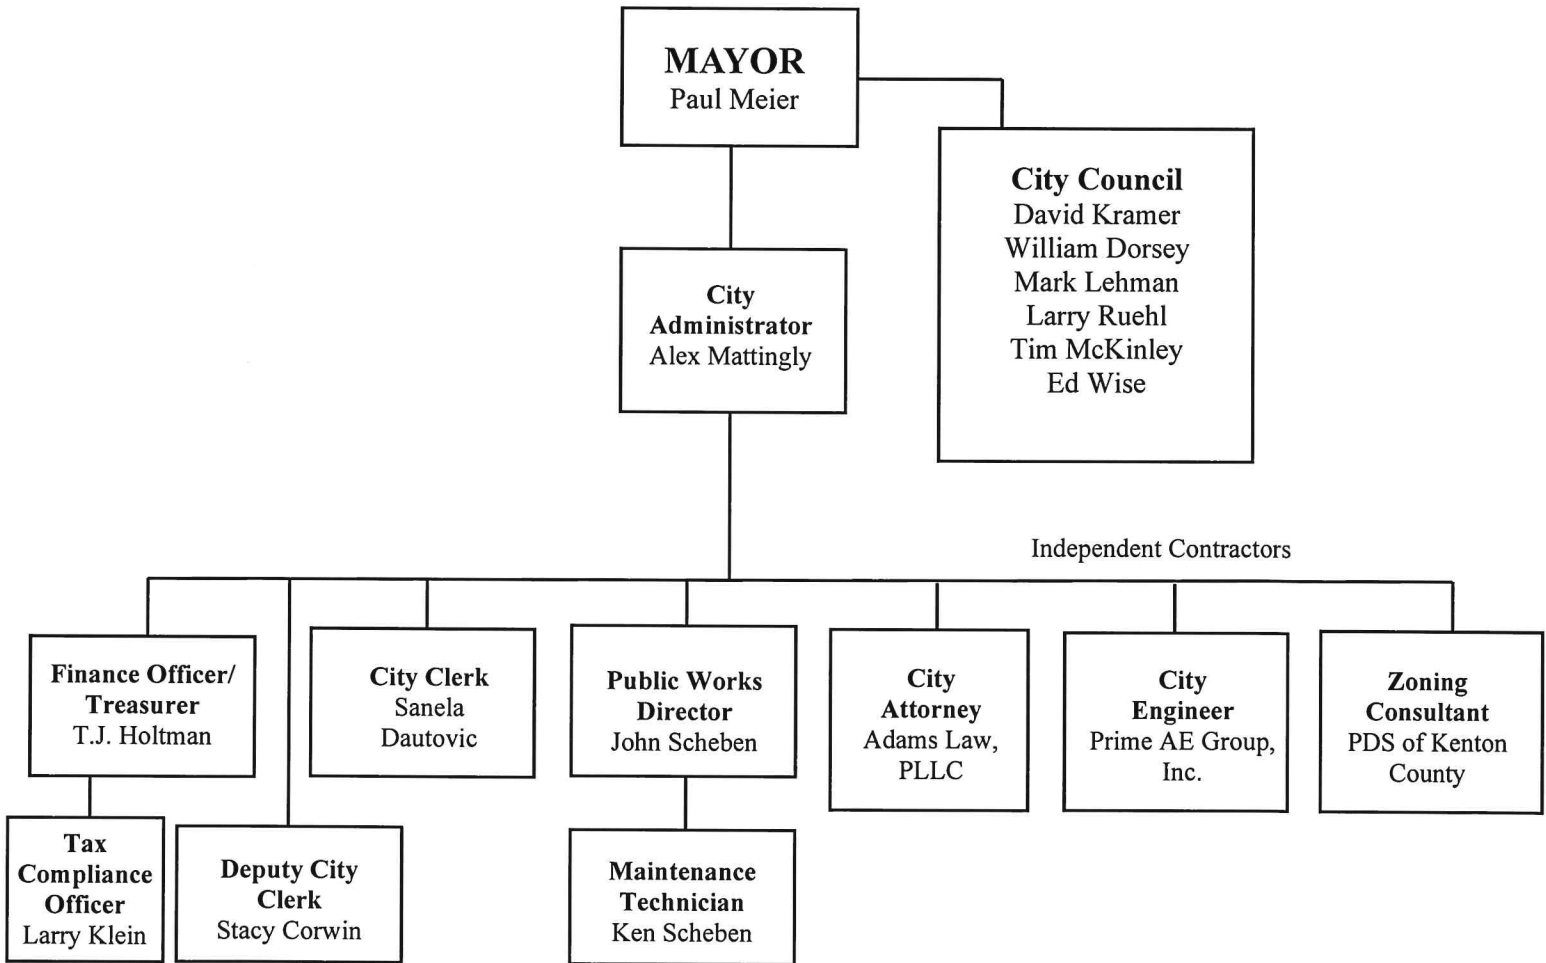 MAYOR
Paul Meier
City Council
David Kramer
William Dorsey
Mark Lehman
Larry Ruehl
Tim McKinley
Ed Wise
City
Administrator
Alex Mattingly
Independent Contractors
Finance Officer/
Treasurer
T.J. Holtman
City Clerk
Sanela
Dautovic
Public Works
Director
John Scheben
City
Attorney
Adams Law,
PLLC
City
Engineer
Prime AE Group,
Inc.
Zoning
Consultant
PDS of Kenton
County
Tax
Compliance
Officer
Larry Klein
Deputy City
Clerk
Stacy Corwin
Maintenance
Technician
Ken Scheben